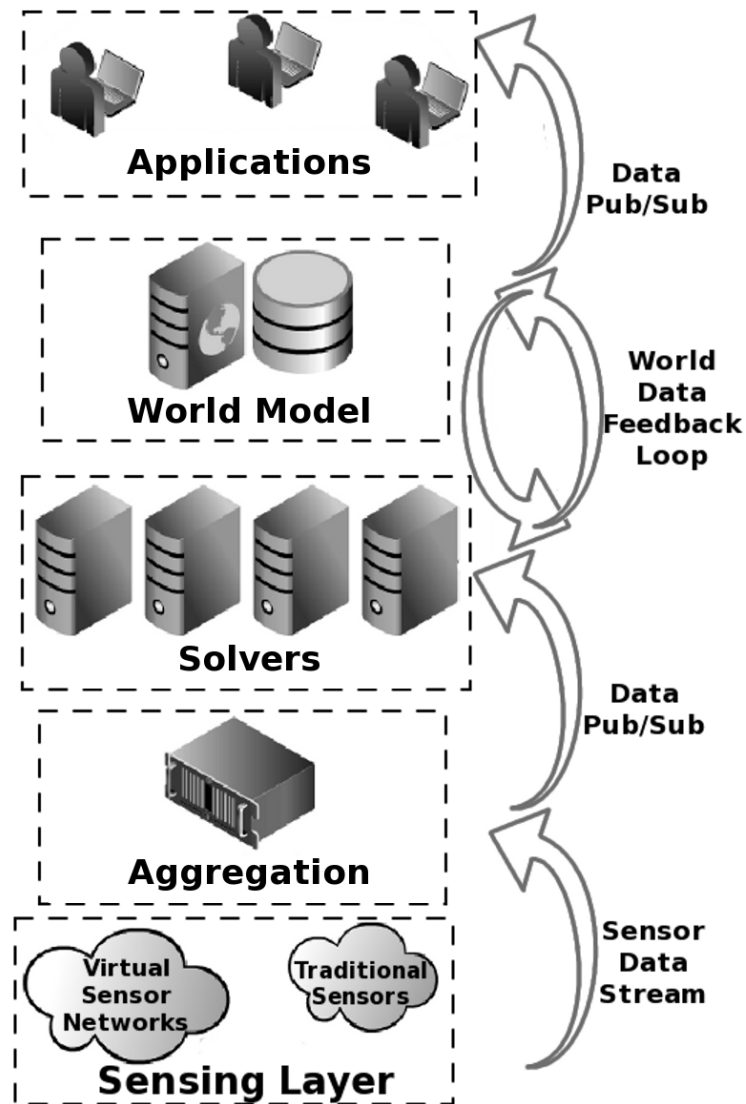 Applications
Data
Pub/Sub
World Model
World
Data
Feedback
Loop
Solvers
Data
Pub/Sub
Aggregation
Sensor
Data
Stream
Virtual
Sensor
Networks
Traditional
Sensors
Sensing Layer